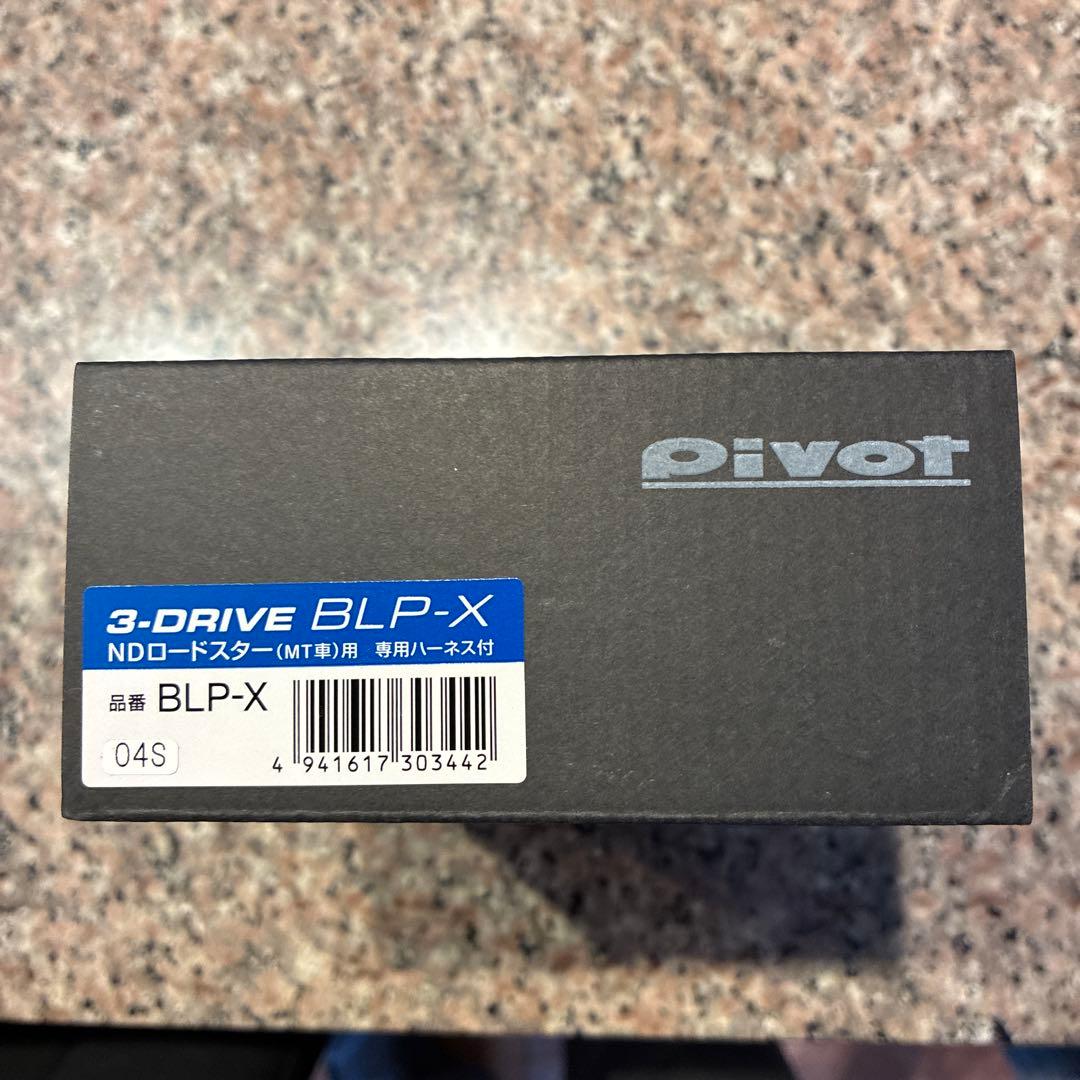 pivot
3-DRIVE BLP-X
NDロードスター(MT車)用 専用ハーネス付
品番 BLP-X
04S
4 941617 303442